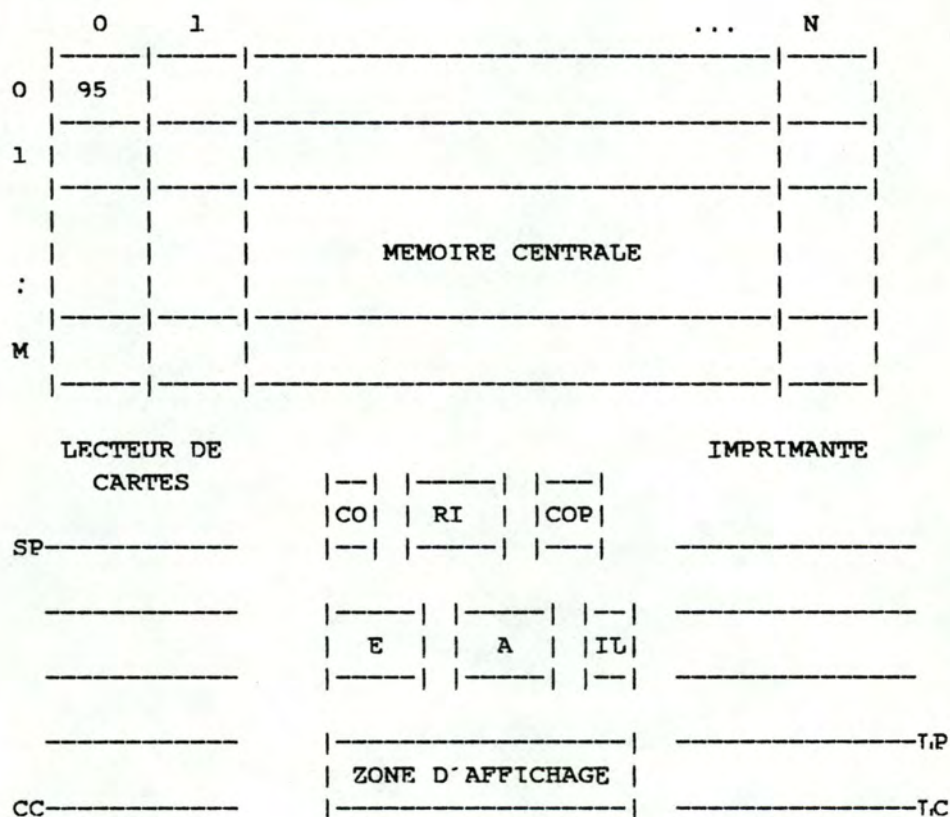 0 1 ... N
0 95
1
MEMOIRE CENTRALE
:
M
LECTEUR DE IMPRIMANTE
CARTES
CO RI COP
SP
E A IL
LP
ZONE D'AFFICHAGE
CC LC